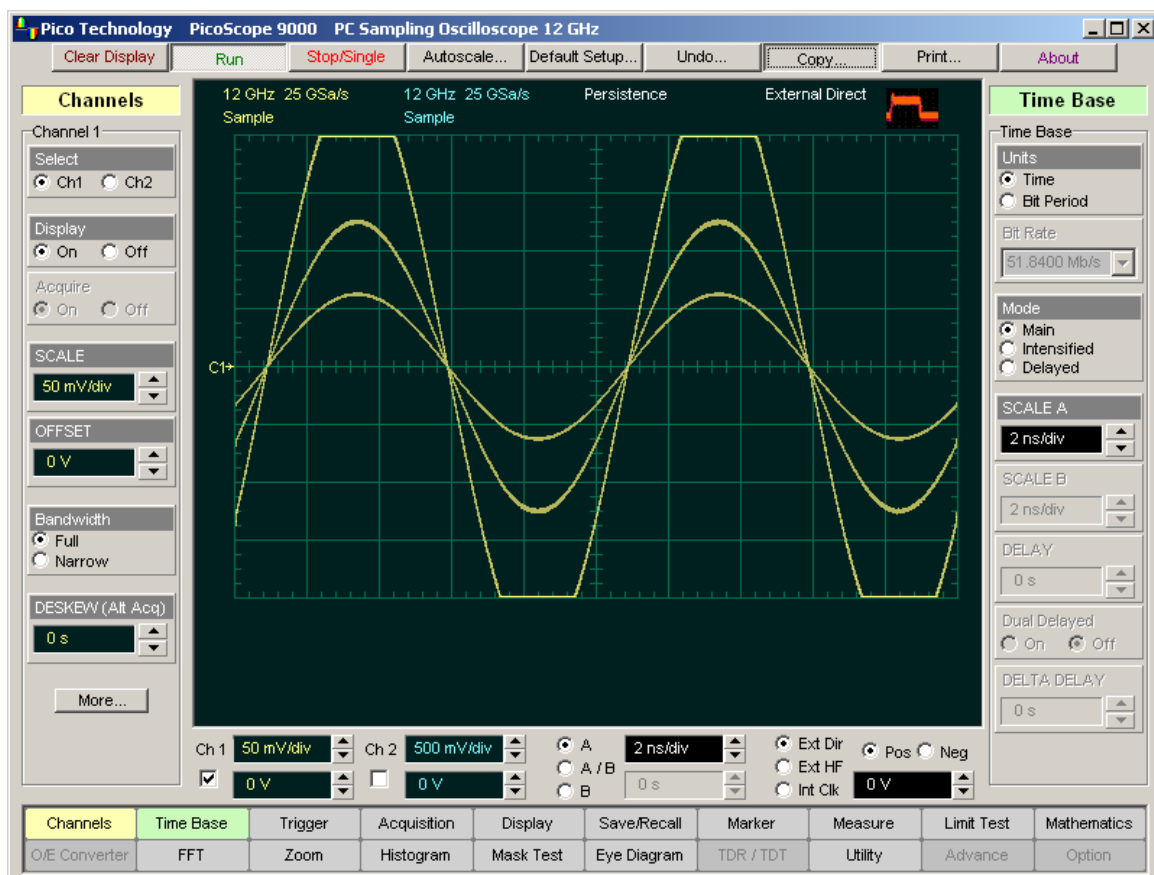 Pico Technology PicoScope 9000 PC Sampling Oscilloscope 12 GHz
Clear Display Run Stop/Single Autoscale... Default Setup... Undo... Copy... Print... About
Channels
Channel 1
Select
Ch1 Ch2
Display
On Off
Acquire
On Off
SCALE
50 mV/div
OFFSET
0 V
Bandwidth
Full
Narrow
DESKEW (Alt Acq)
0 s
More...
12 GHz 25 GSa/s 12 GHz 25 GSa/s Persistence External Direct
Sample Sample
C1
Time Base
Time Base
Units
Time
Bit Period
Bit Rate
51.8400 Mb/s
Mode
Main
Intensified
Delayed
SCALE A
2 ns/div
SCALE B
2 ns/div
DELAY
0 s
Dual Delayed
On Off
DELTA DELAY
0 s
Ch 1 50 mV/div Ch 2 500 mV/div A 2 ns/div Ext Dir Pos Neg
A / B Ext HF
0 V 0 V B 0 s Int Clk 0 V
Channels Time Base Trigger Acquisition Display Save/Recall Marker Measure Limit Test Mathematics
O/E Converter FFT Zoom Histogram Mask Test Eye Diagram TDR / TDT Utility Advance Option